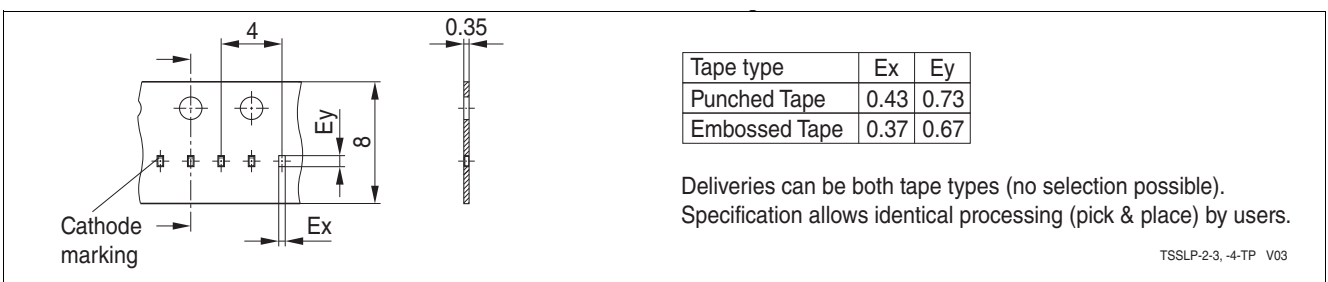 4
0.35
Ey
8
Cathode
marking
Ex
Tape type Ex Ey
Punched Tape 0.43 0.73
Embossed Tape 0.37 0.67
Deliveries can be both tape types (no selection possible).
Specification allows identical processing (pick & place) by users.
TSSLP-2-3, -4-TP V03